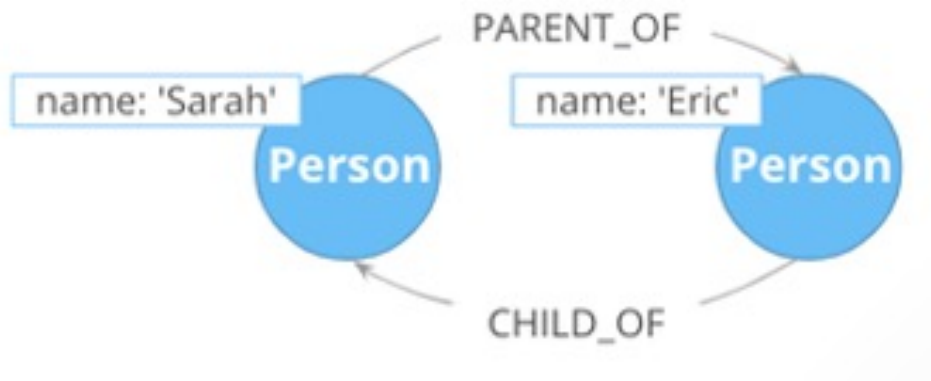 PARENT_OF
name: 'Sarah'
name: 'Eric'
Person
Person
CHILD_OF